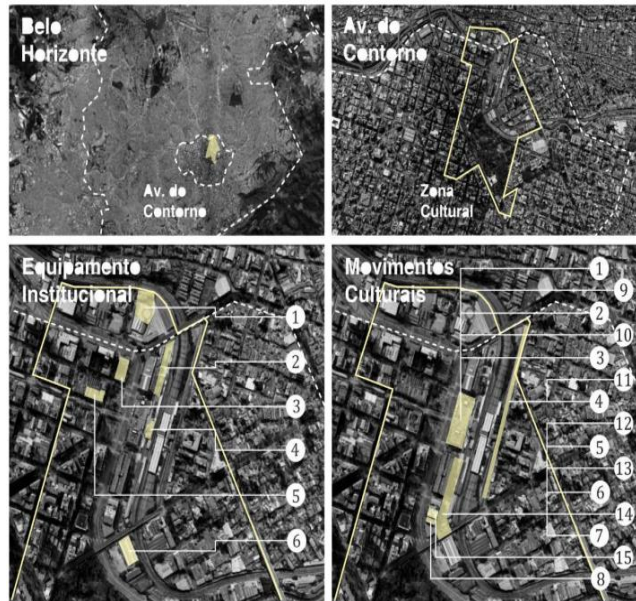 Belo
Horizonte
Av. do
Contorno
Av. do
Contorno
Zona
Cultural
Equipamento
Institucional
1
2
3
4
5
6
Movimentos
Culturais
1
9
2
10
3
11
4
12
5
13
6
14
7
15
8